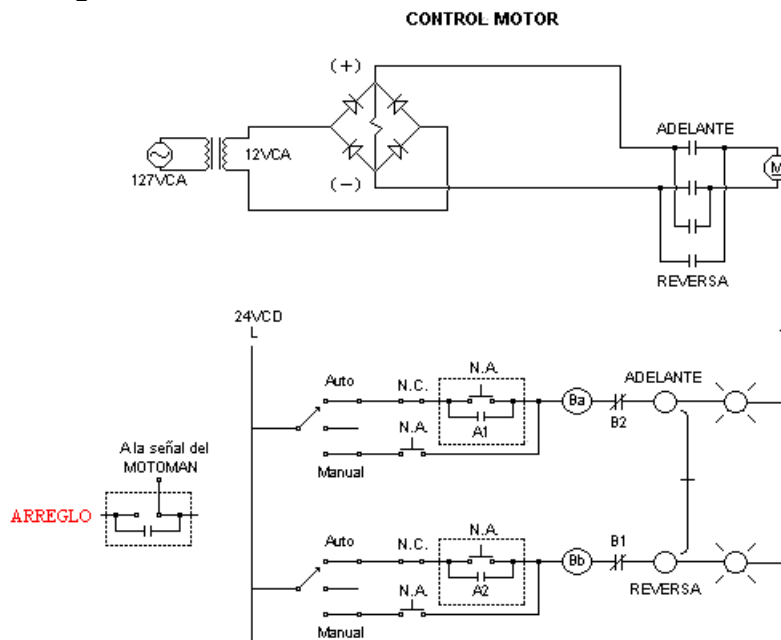 CONTROL MOTOR
(+)
ADELANTE
127VCA
12VCA
M
(-)
REVERSA
24VCD
L
N.A.
Auto
N.C.
ADELANTE
Ba
A1
B2
N.A.
A la señal del
MOTOMAN
Manual
ARREGLO
N.A.
B1
Auto
N.C.
Bb
A2
REVERSA
N.A.
Manual